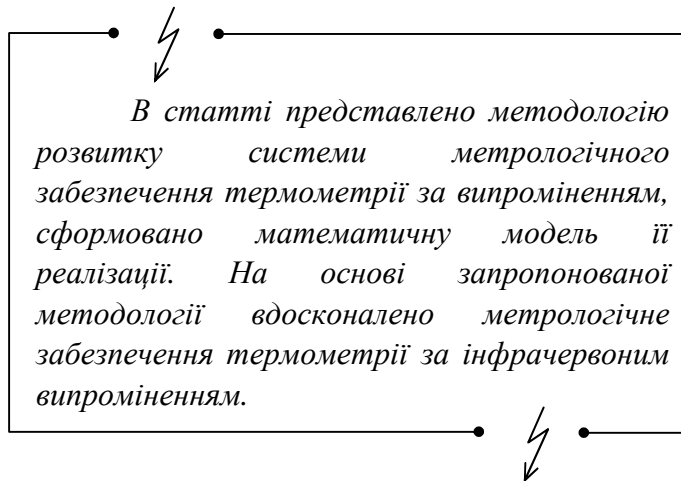 В статті представлено методологію
розвитку системи метрологічного
забезпечення термометрії за випроміненням,
сформовано математичну модель її
реалізації. На основі запропонованої
методології вдосконалено метрологічне
забезпечення термометрії за інфрачервоним
випроміненням.